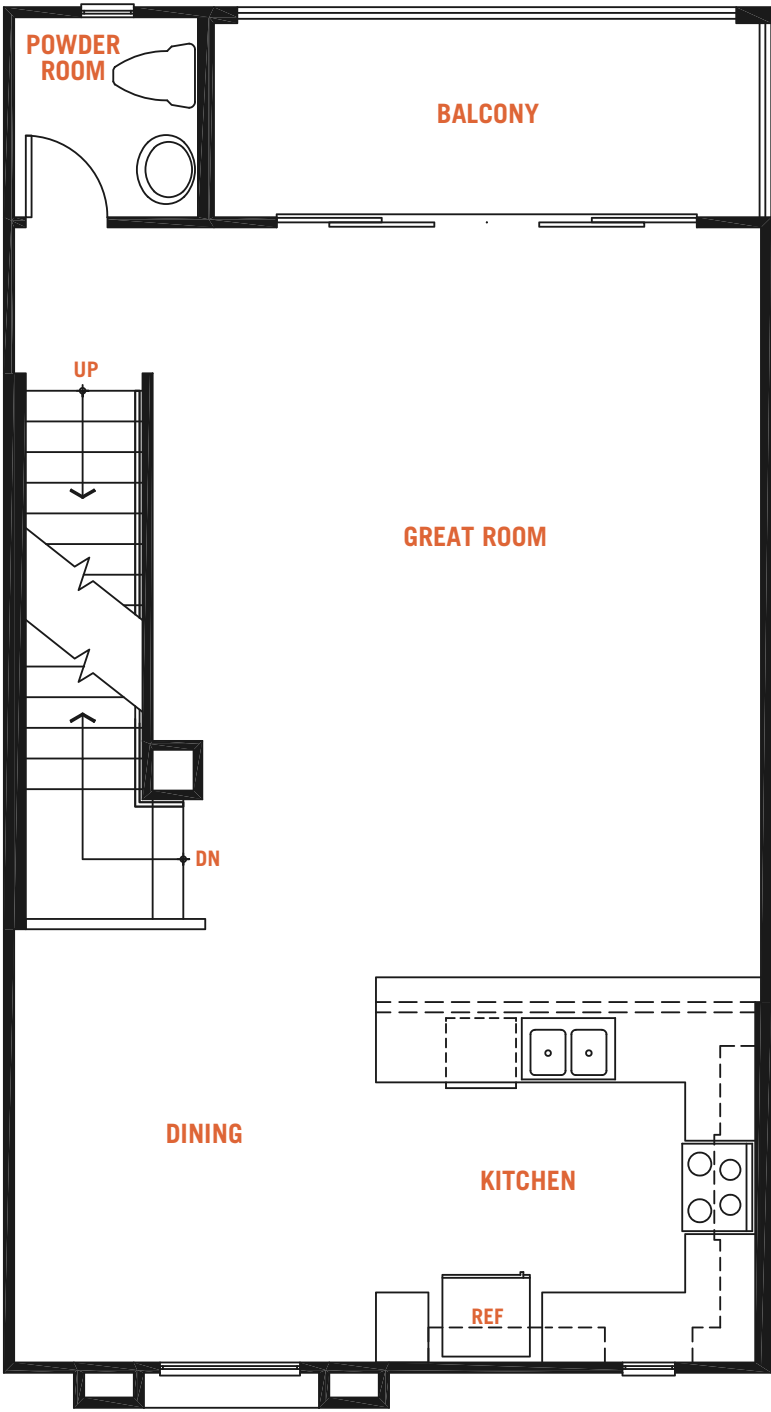 POWDER
ROOM
BALCONY
UP
GREAT ROOM
DN
DINING
KITCHEN
REF